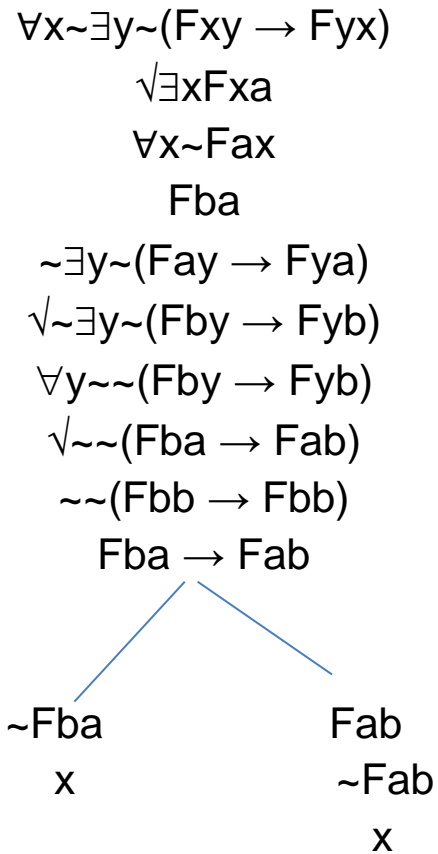 ∀x~∃y~(Fxy → Fyx)
√∃xFxa
∀x~Fax
Fba
~∃y~(Fay → Fya)
√~∃y~(Fby → Fyb)
∀y~~(Fby → Fyb)
√~~(Fba → Fab)
~~(Fbb → Fbb)
Fba → Fab
~Fba Fab
x ~Fab
x